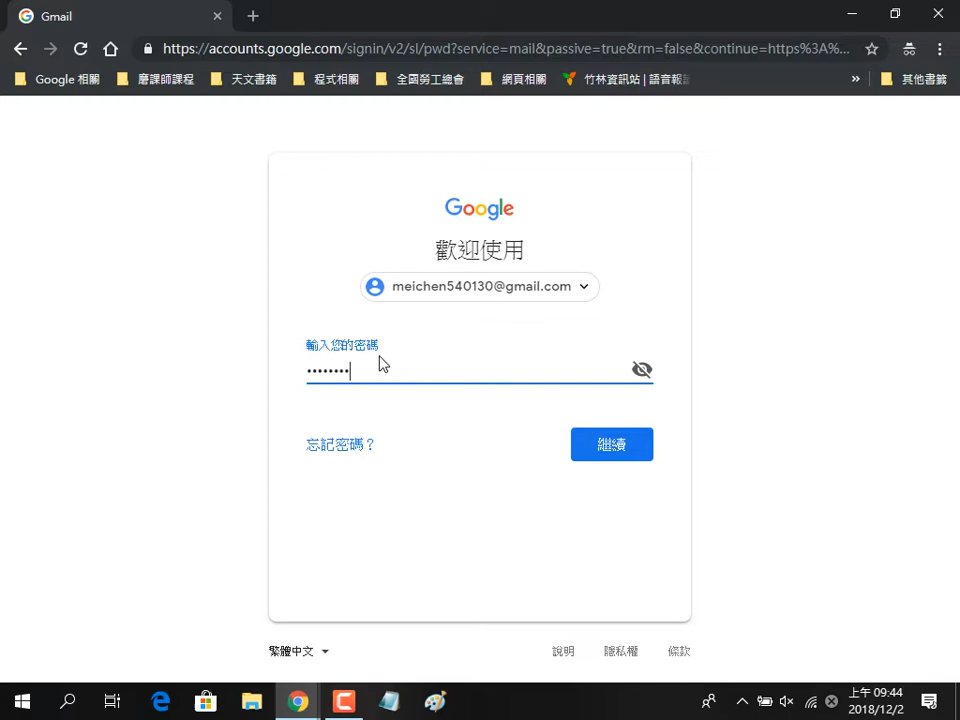 Gmail
https://accounts.google.com/signin/v2/sl/pwd?service=mail&passive=true&rm=false&continue=https%3A%...
Google 相關
磨課師課程
天文書籍
程式相關
全國勞工總會
網頁相關
竹林資訊站 | 語音報
其他書籤
Google
歡迎使用
meichen540130@gmail.com
輸入您的密碼
••••••••
忘記密碼？
繼續
繁體中文
說明
隱私權
條款
上午 09:44
2018/12/2